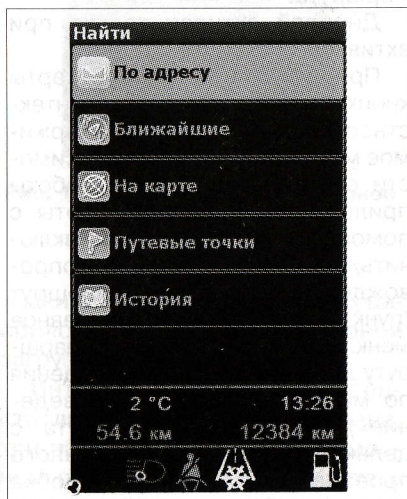 Найти
По адресу
Ближайшие
На карте
Путевые точки
История
2 °C 13:26
54.6 км 12384 км